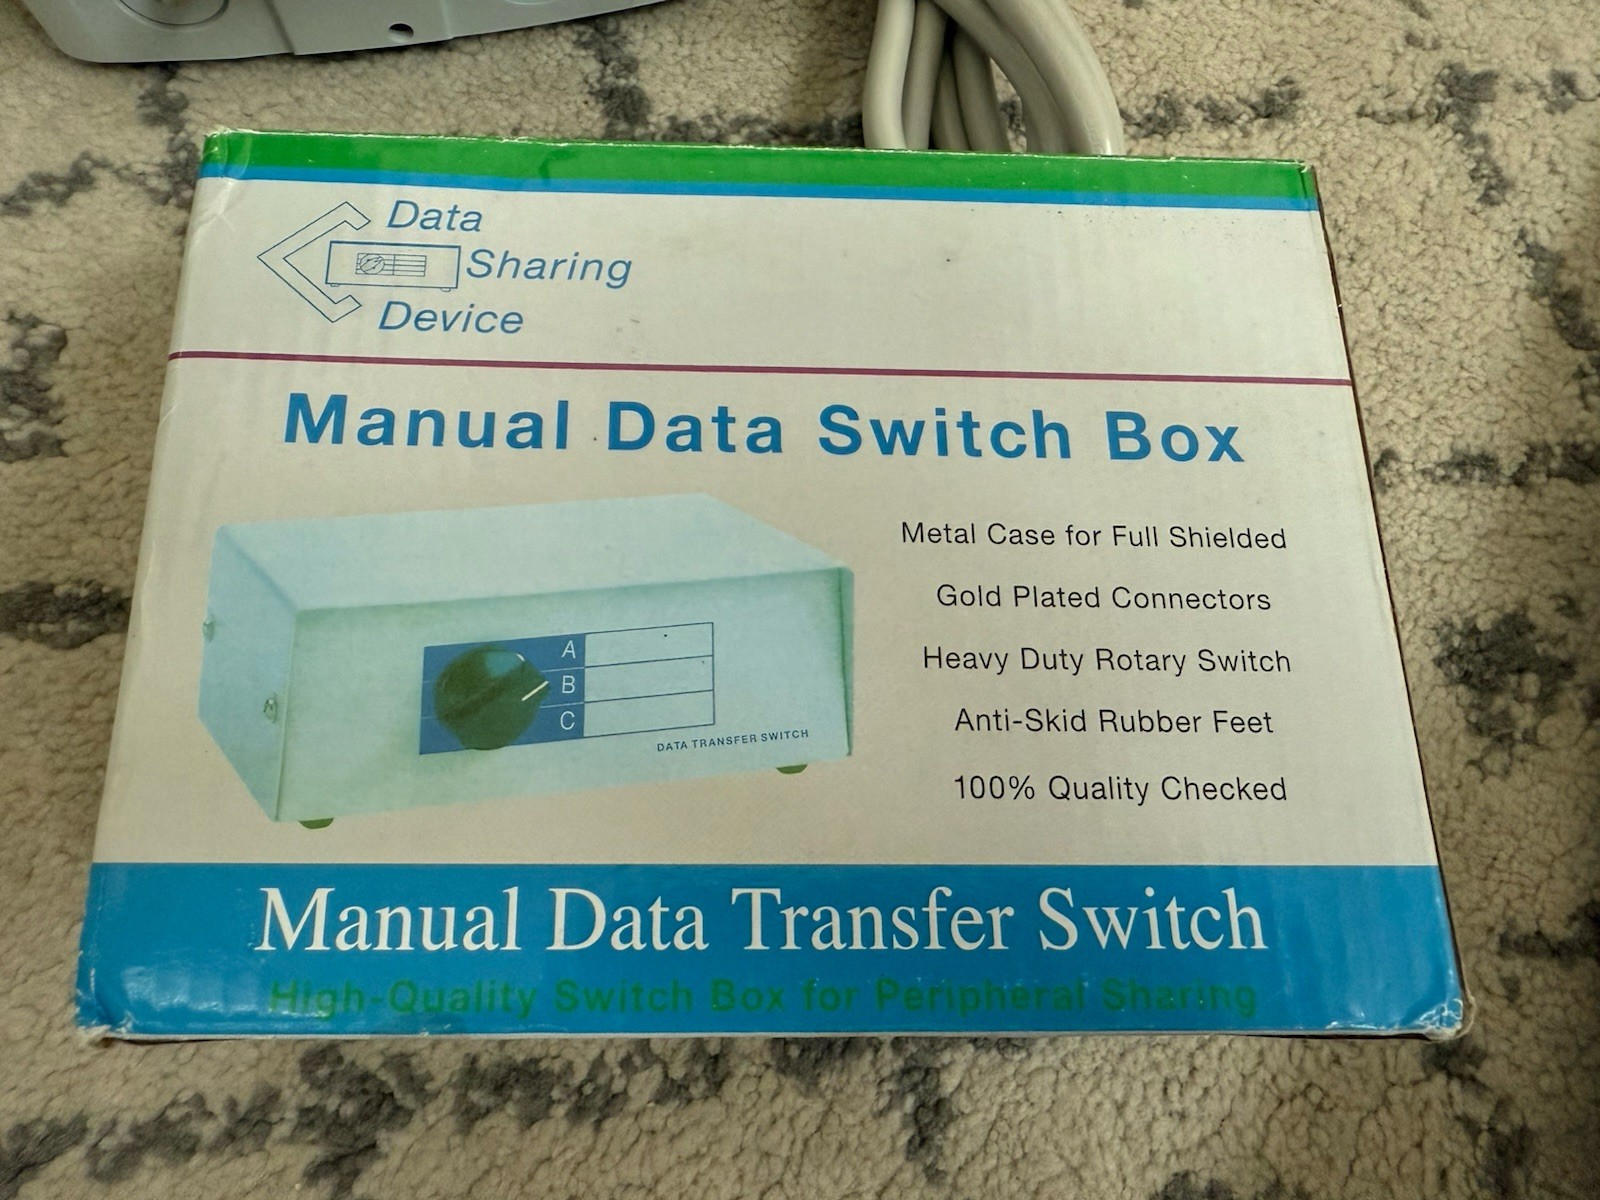 Data
Sharing
Device
Manual Data Switch Box
Metal Case for Full Shielded
Gold Plated Connectors
Heavy Duty Rotary Switch
Anti-Skid Rubber Feet
100% Quality Checked
A
B
C
DATA TRANSFER SWITCH
Manual Data Transfer Switch
High-Quality Switch Box for Peripheral Sharing